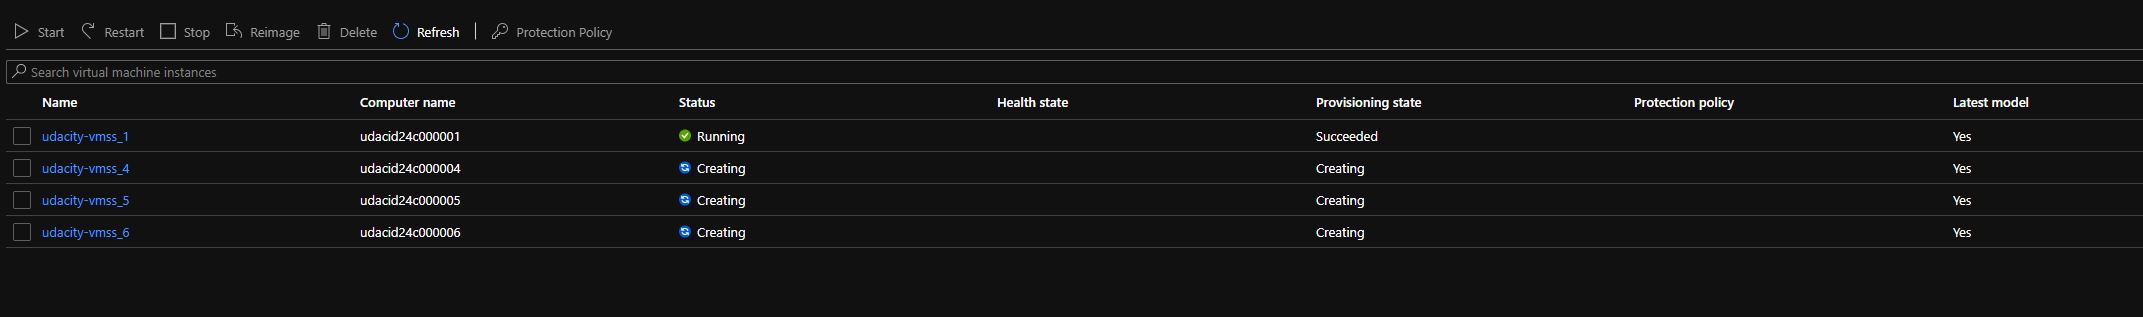 Start Restart Stop Reimage Delete Refresh Protection Policy
Search virtual machine instances
Name Computer name Status Health state Provisioning state Protection policy Latest model
udacity-vmss_1 udacid24c000001 Running Succeeded Yes
udacity-vmss_4 udacid24c000004 Creating Creating Yes
udacity-vmss_5 udacid24c000005 Creating Creating Yes
udacity-vmss_6 udacid24c000006 Creating Creating Yes